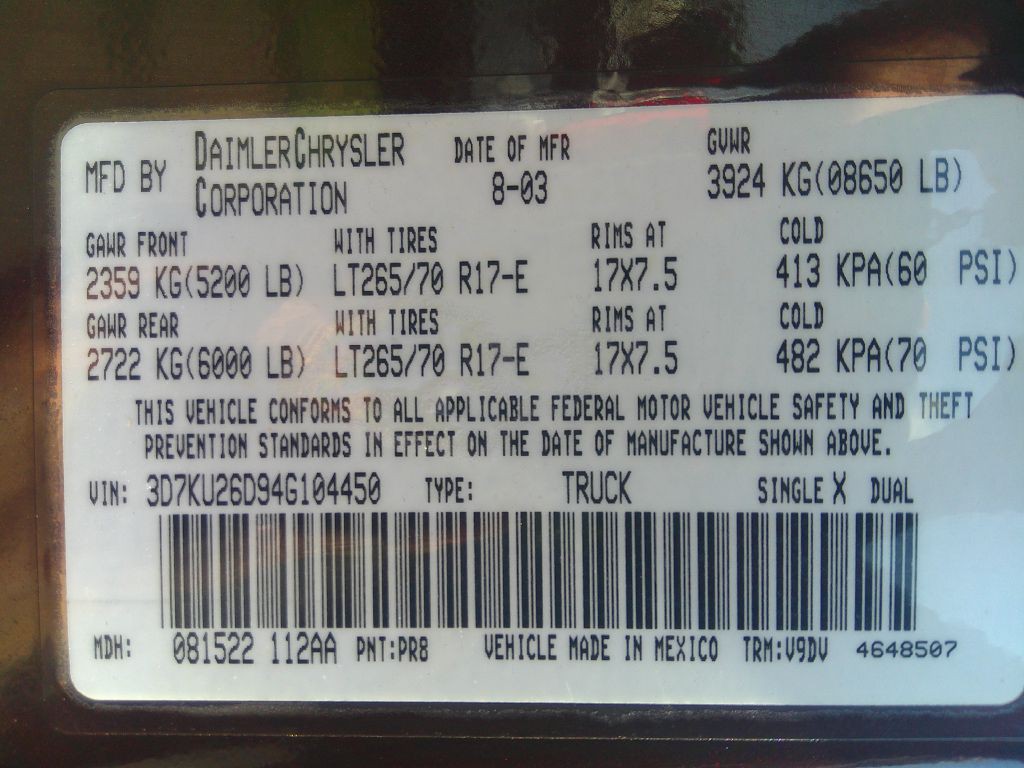 MFD BY DAIMLERCHRYSLER CORPORATION DATE OF MFR 8-03 GVWR 3924 KG(08650 LB)
GAWR FRONT WITH TIRES RIMS AT COLD
2359 KG(5200 LB) LT265/70 R17-E 17X7.5 413 KPA(60 PSI)
GAWR REAR WITH TIRES RIMS AT COLD
2722 KG(6000 LB) LT265/70 R17-E 17X7.5 482 KPA(70 PSI)
THIS VEHICLE CONFORMS TO ALL APPLICABLE FEDERAL MOTOR VEHICLE SAFETY AND THEFT
PREVENTION STANDARDS IN EFFECT ON THE DATE OF MANUFACTURE SHOWN ABOVE.
VIN: 3D7KU26D94G104450 TYPE: TRUCK SINGLE X DUAL
MDH: 081522 112AA PNT:PR8 VEHICLE MADE IN MEXICO TRM:V9DV 4648507